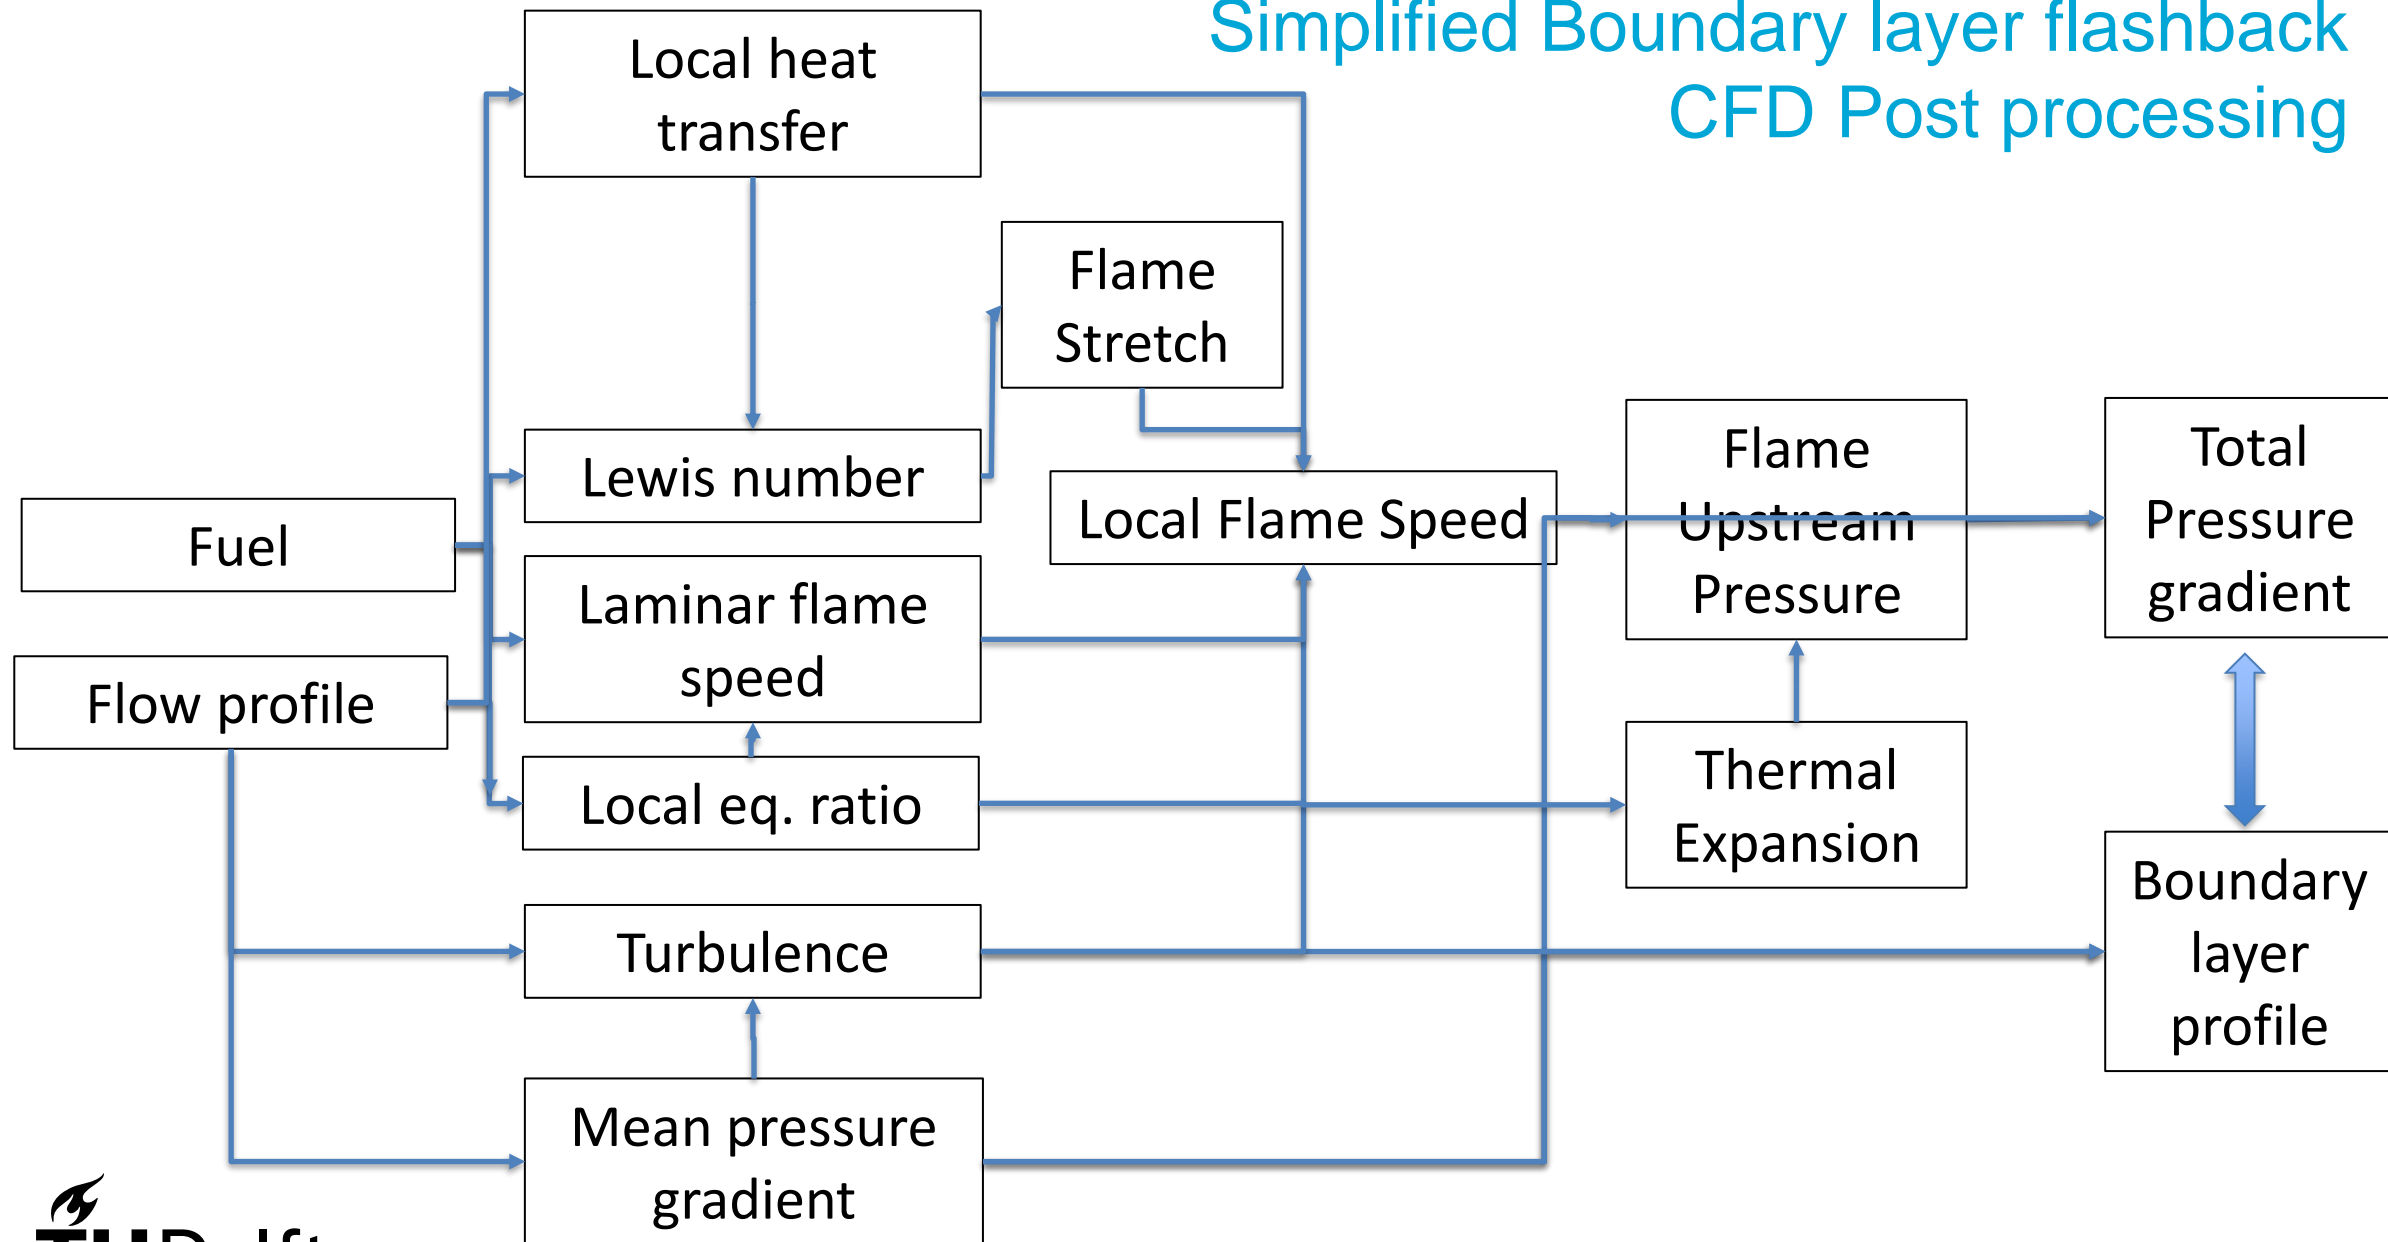 Simplified Boundary layer flashback
CFD Post processing
Local heat
transfer
Flame
Stretch
Lewis number
Local Flame Speed
Flame
Upstream
Pressure
Total
Pressure
gradient
Fuel
Laminar flame
speed
Flow profile
Local eq. ratio
Thermal
Expansion
Turbulence
Boundary
layer
profile
Mean pressure
gradient
TUDelft